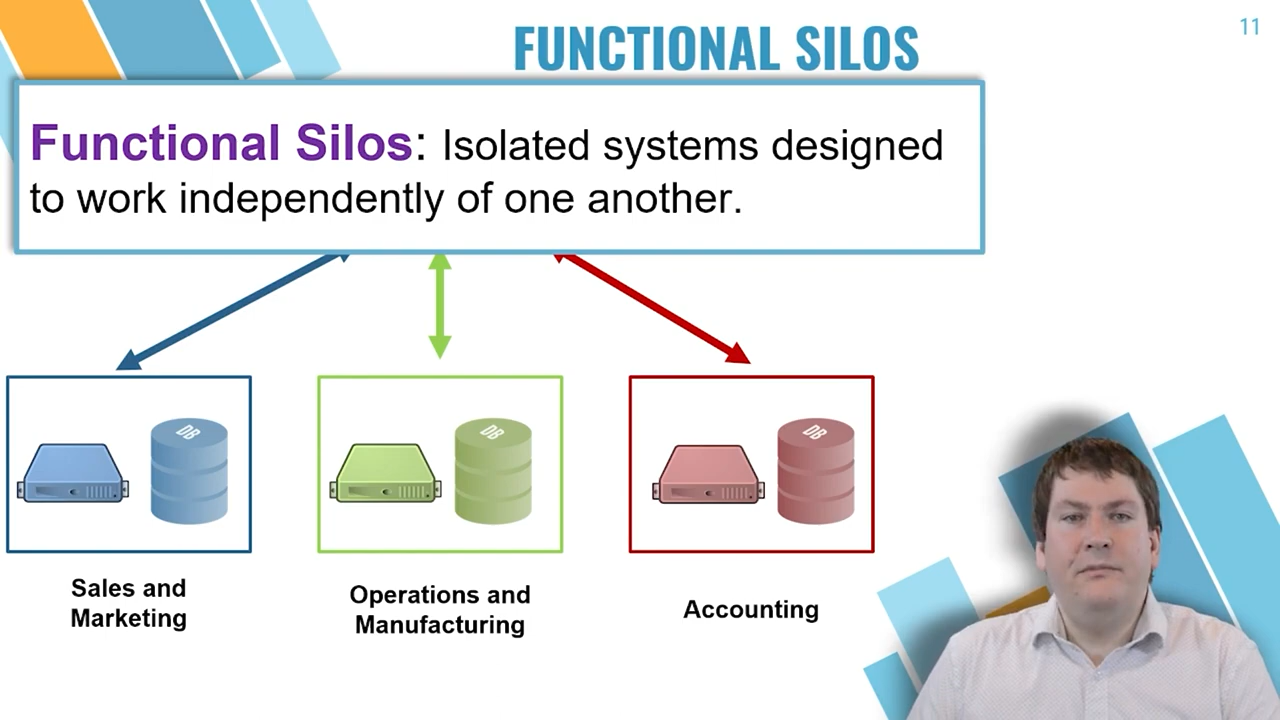 11
FUNCTIONAL SILOS
Functional Silos: Isolated systems designed
to work independently of one another.
DB
DB
DB
Sales and
Marketing
Operations and
Manufacturing
Accounting